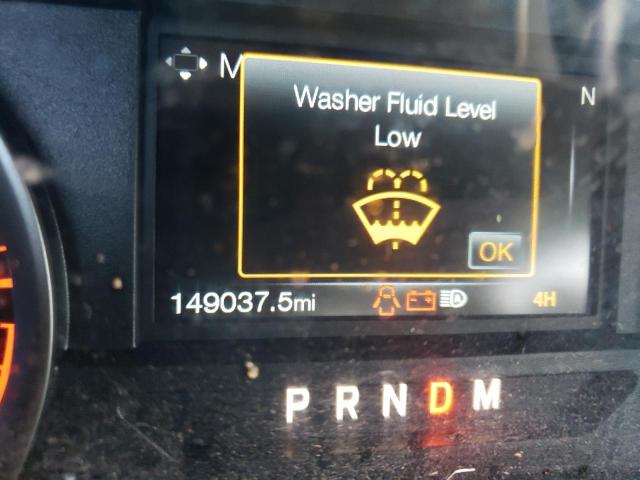 M
N
Washer Fluid Level
Low
OK
149037.5mi
4H
P R N D M